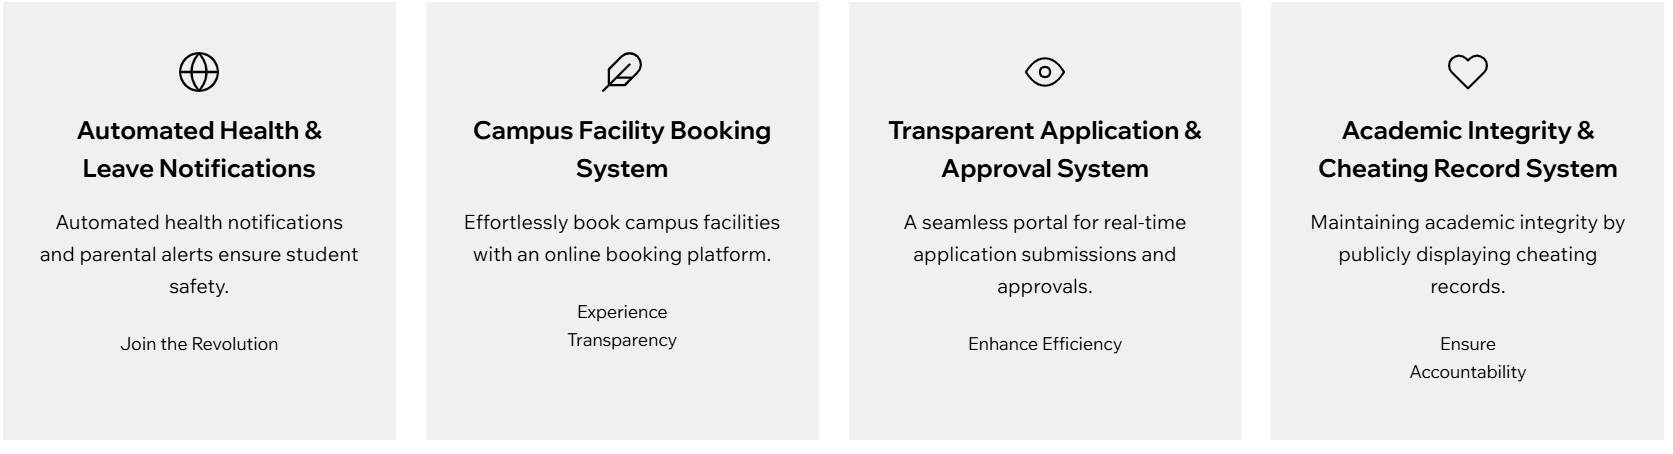 Automated Health &
Leave Notifications
Automated health notifications
and parental alerts ensure student
safety.
Join the Revolution
Campus Facility Booking
System
Effortlessly book campus facilities
with an online booking platform.
Experience
Transparency
Transparent Application &
Approval System
A seamless portal for real-time
application submissions and
approvals.
Enhance Efficiency
Academic Integrity &
Cheating Record System
Maintaining academic integrity by
publicly displaying cheating
records.
Ensure
Accountability